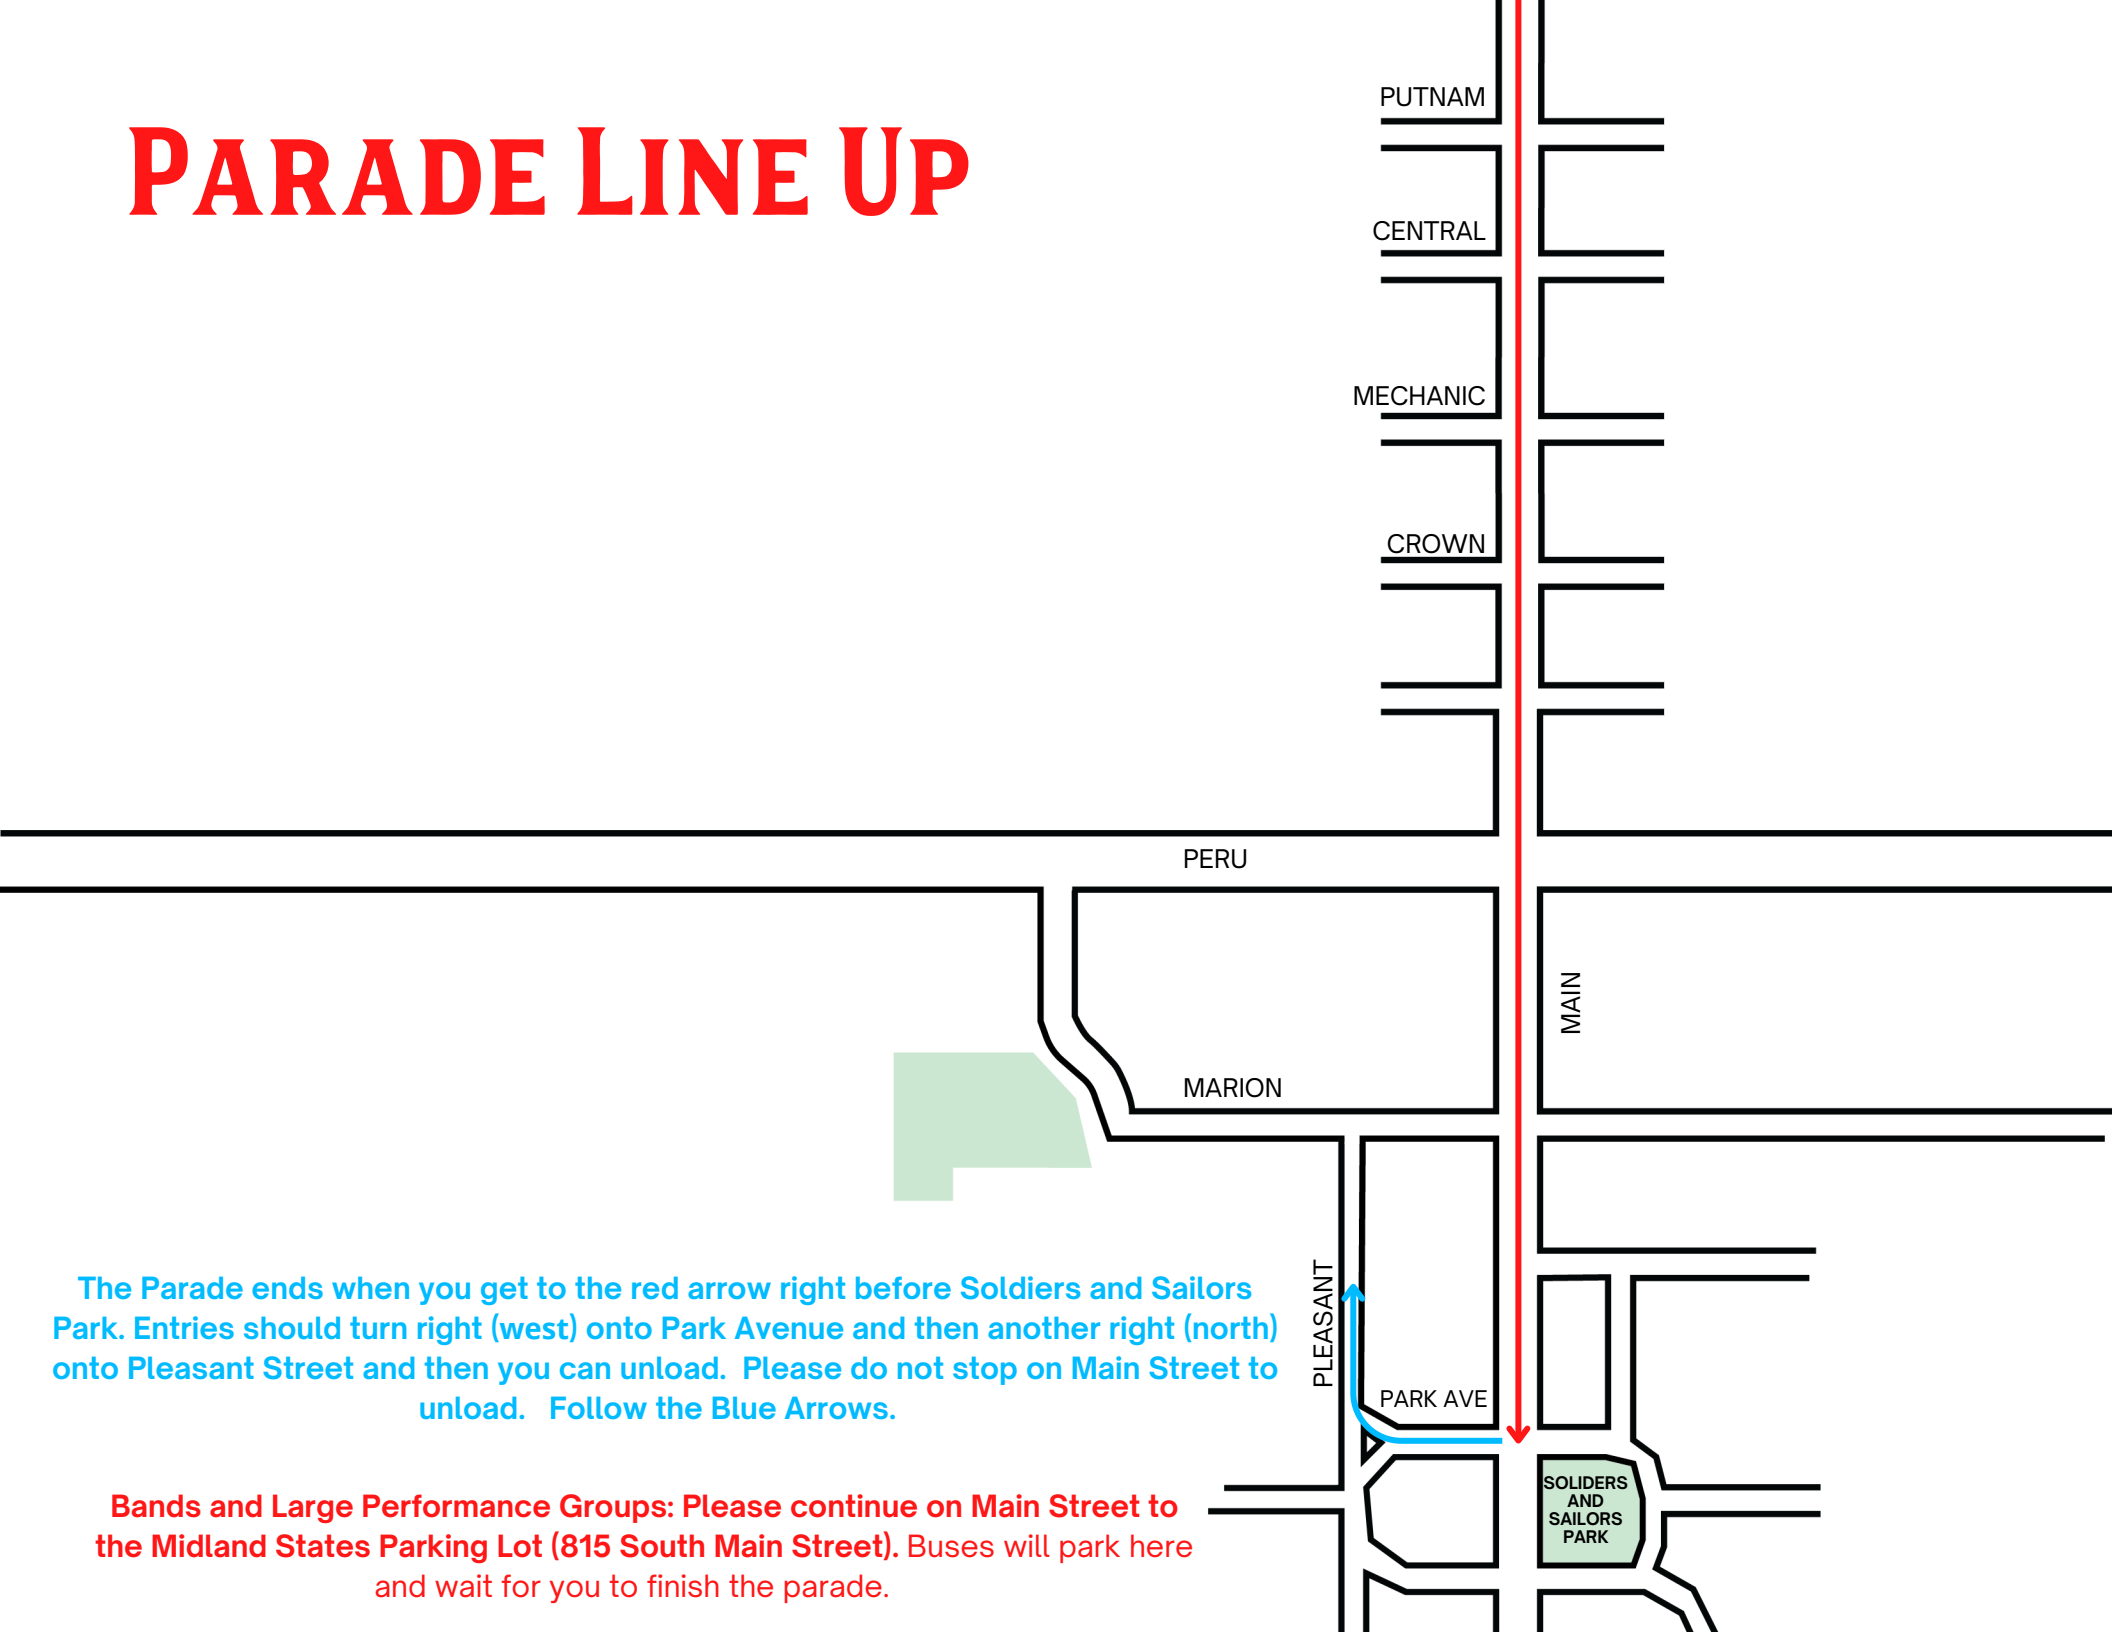 PUTNAM
PARADE LINE UP
CENTRAL
MECHANIC
CROWN
PERU
MAIN
MARION
The Parade ends when you get to the red arrow right before Soldiers and Sailors
Park. Entries should turn right (west) onto Park Avenue and then another right (north)
onto Pleasant Street and then you can unload.  Please do not stop on Main Street to
unload.   Follow the Blue Arrows.
PLEASANT
PARK AVE
SOLIDERS
AND
SAILORS
PARK
Bands and Large Performance Groups: Please continue on Main Street to
the Midland States Parking Lot (815 South Main Street). Buses will park here
and wait for you to finish the parade.